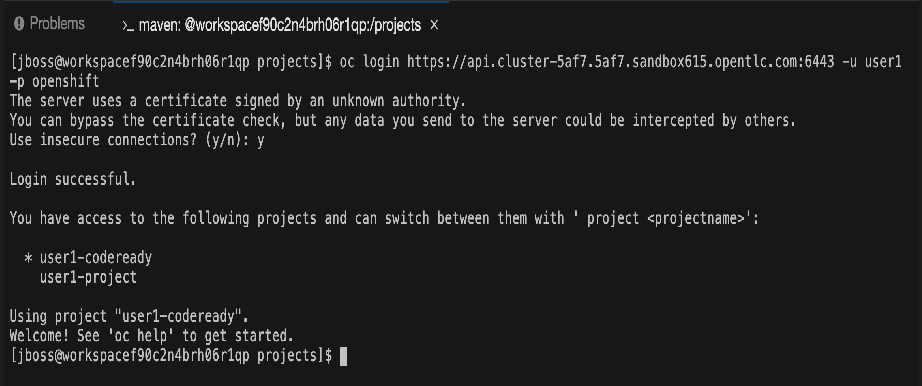 Problems
>_ maven: @workspacef90c2n4brh06r1qp:/projects ×
[jboss@workspacef90c2n4brh06r1qp projects]$ oc login https://api.cluster-5af7.5af7.sandbox615.opentlc.com:6443 -u user1
-p openshift
The server uses a certificate signed by an unknown authority.
You can bypass the certificate check, but any data you send to the server could be intercepted by others.
Use insecure connections? (y/n): y
Login successful.
You have access to the following projects and can switch between them with ' project <projectname>':
* user1-codeready
user1-project
Using project "user1-codeready".
Welcome! See 'oc help' to get started.
[jboss@workspacef90c2n4brh06r1qp projects]$